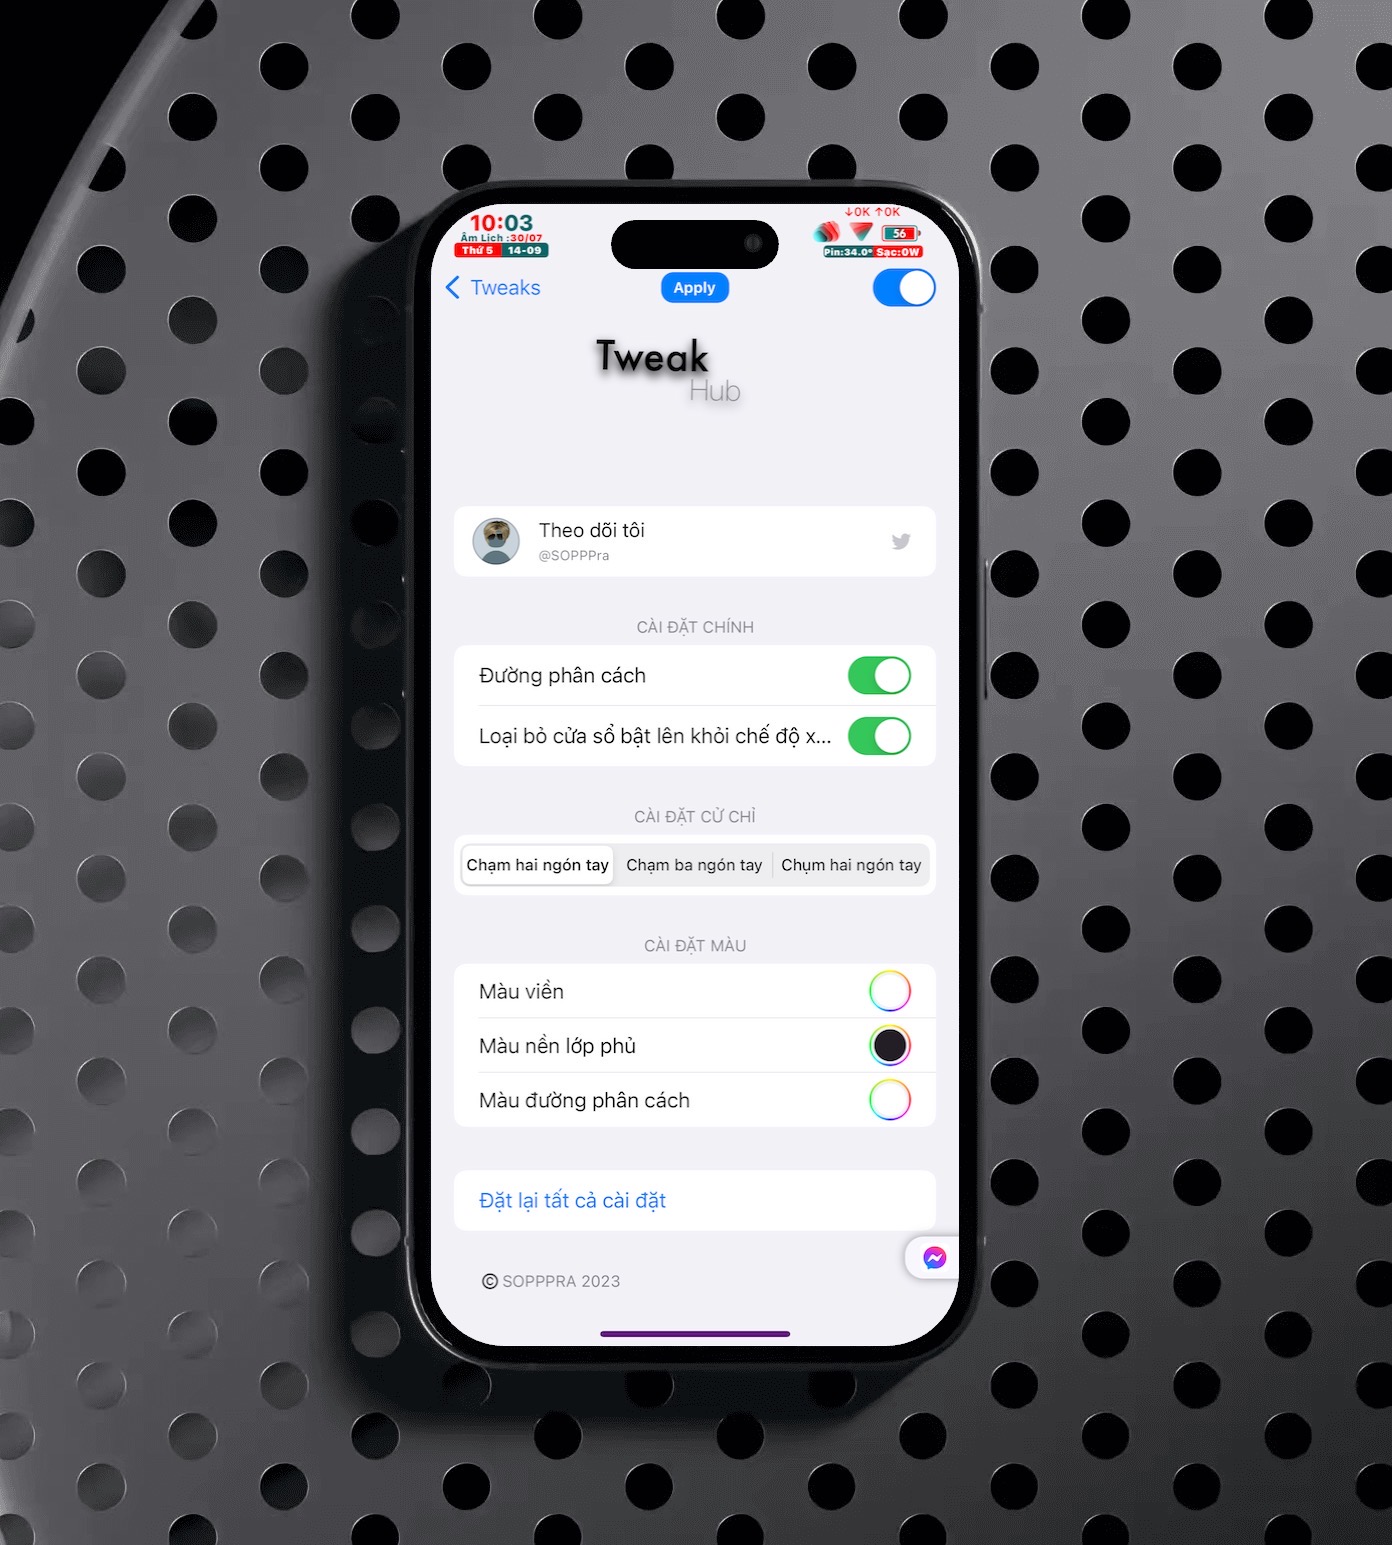 10:03
Âm Lịch :30/07
Thứ 5 14-09
↓0K ↑0K
56
Pin:34.0° Sạc:0W
Tweaks
Apply
Tweak
Hub
Theo dõi tôi
@SOPPPra
CÀI ĐẶT CHÍNH
Đường phân cách
Loại bỏ cửa sổ bật lên khỏi chế độ x...
CÀI ĐẶT CỬ CHỈ
Chạm hai ngón tay
Chạm ba ngón tay
Chụm hai ngón tay
CÀI ĐẶT MÀU
Màu viền
Màu nền lớp phủ
Màu đường phân cách
Đặt lại tất cả cài đặt
© SOPPPRA 2023